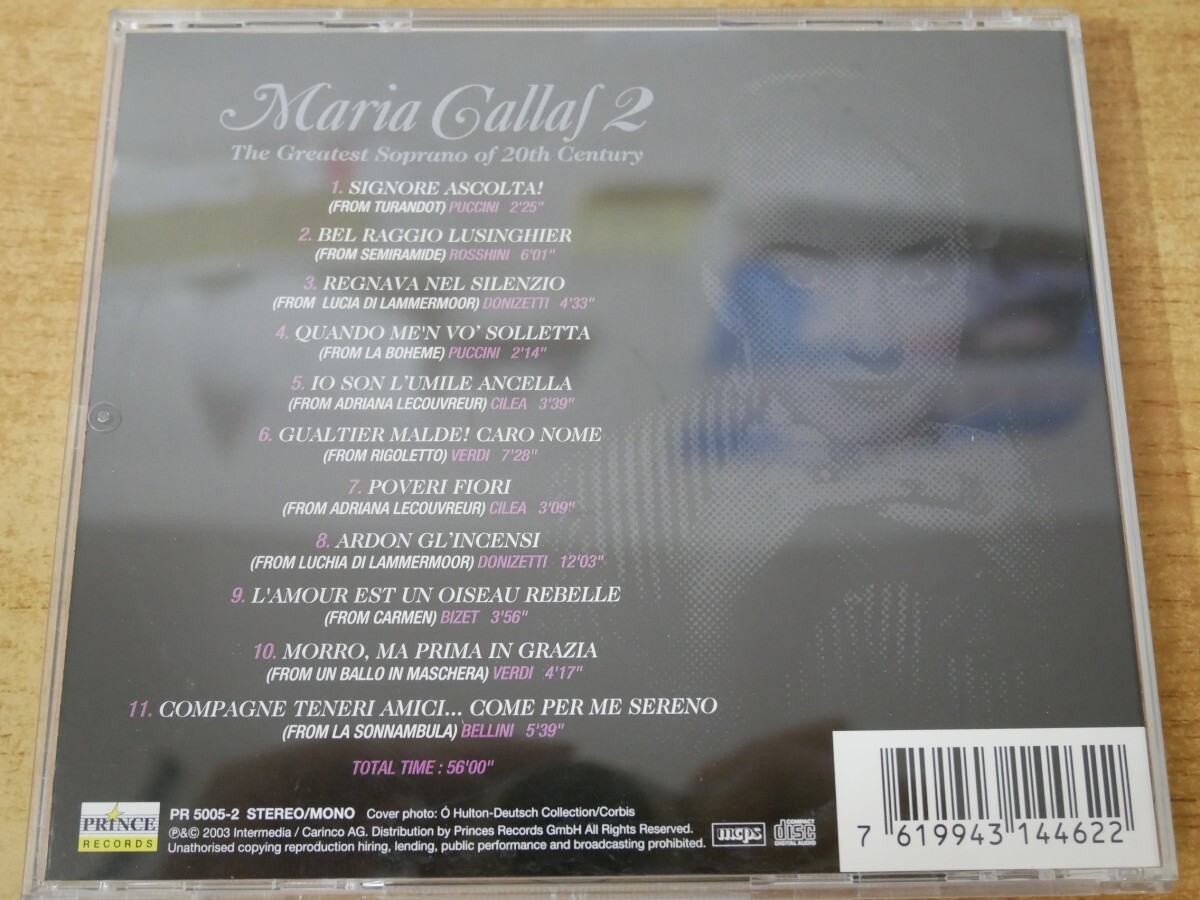 Maria Callas 2
The Greatest Soprano of 20th Century
1. SIGNORE ASCOLTA!
(FROM TURANDOT) PUCCINI 2'25"
2. BEL RAGGIO LUSINGHIER
(FROM SEMIRAMIDE) ROSSHINI 6'01"
3. REGNAVA NEL SILENZIO
(FROM LUCIA DI LAMMERMOOR) DONIZETTI 4'33"
4. QUANDO ME'N VO' SOLLETTA
(FROM LA BOHEME) PUCCINI 2'14"
5. IO SON L'UMILE ANCELLA
(FROM ADRIANA LECOUVREUR) CILEA 3'39"
6. GUALTIER MALDE! CARO NOME
(FROM RIGOLETTO) VERDI 7'28"
7. POVERI FIORI
(FROM ADRIANA LECOUVREUR) CILEA 3'09"
8. ARDON GL'INCENSI
(FROM LUCHIA DI LAMMERMOOR) DONIZETTI 12'03"
9. L'AMOUR EST UN OISEAU REBELLE
(FROM CARMEN) BIZET 3'56"
10. MORRO, MA PRIMA IN GRAZIA
(FROM UN BALLO IN MASCHERA) VERDI 4'17"
11. COMPAGNE TENERI AMICI... COME PER ME SERENO
(FROM LA SONNAMBULA) BELLINI 5'39"
TOTAL TIME : 56'00"
PRINCE
RECORDS
PR 5005-2 STEREO/MONO Cover photo: Ó Hulton-Deutsch Collection/Corbis
℗&© 2003 Intermedia / Carinco AG. Distribution by Princes Records GmbH All Rights Reserved.
Unathorised copying reproduction hiring, lending, public performance and broadcasting prohibited.
mcps
COMPACT
disc
DIGITAL AUDIO
7 619943 144622